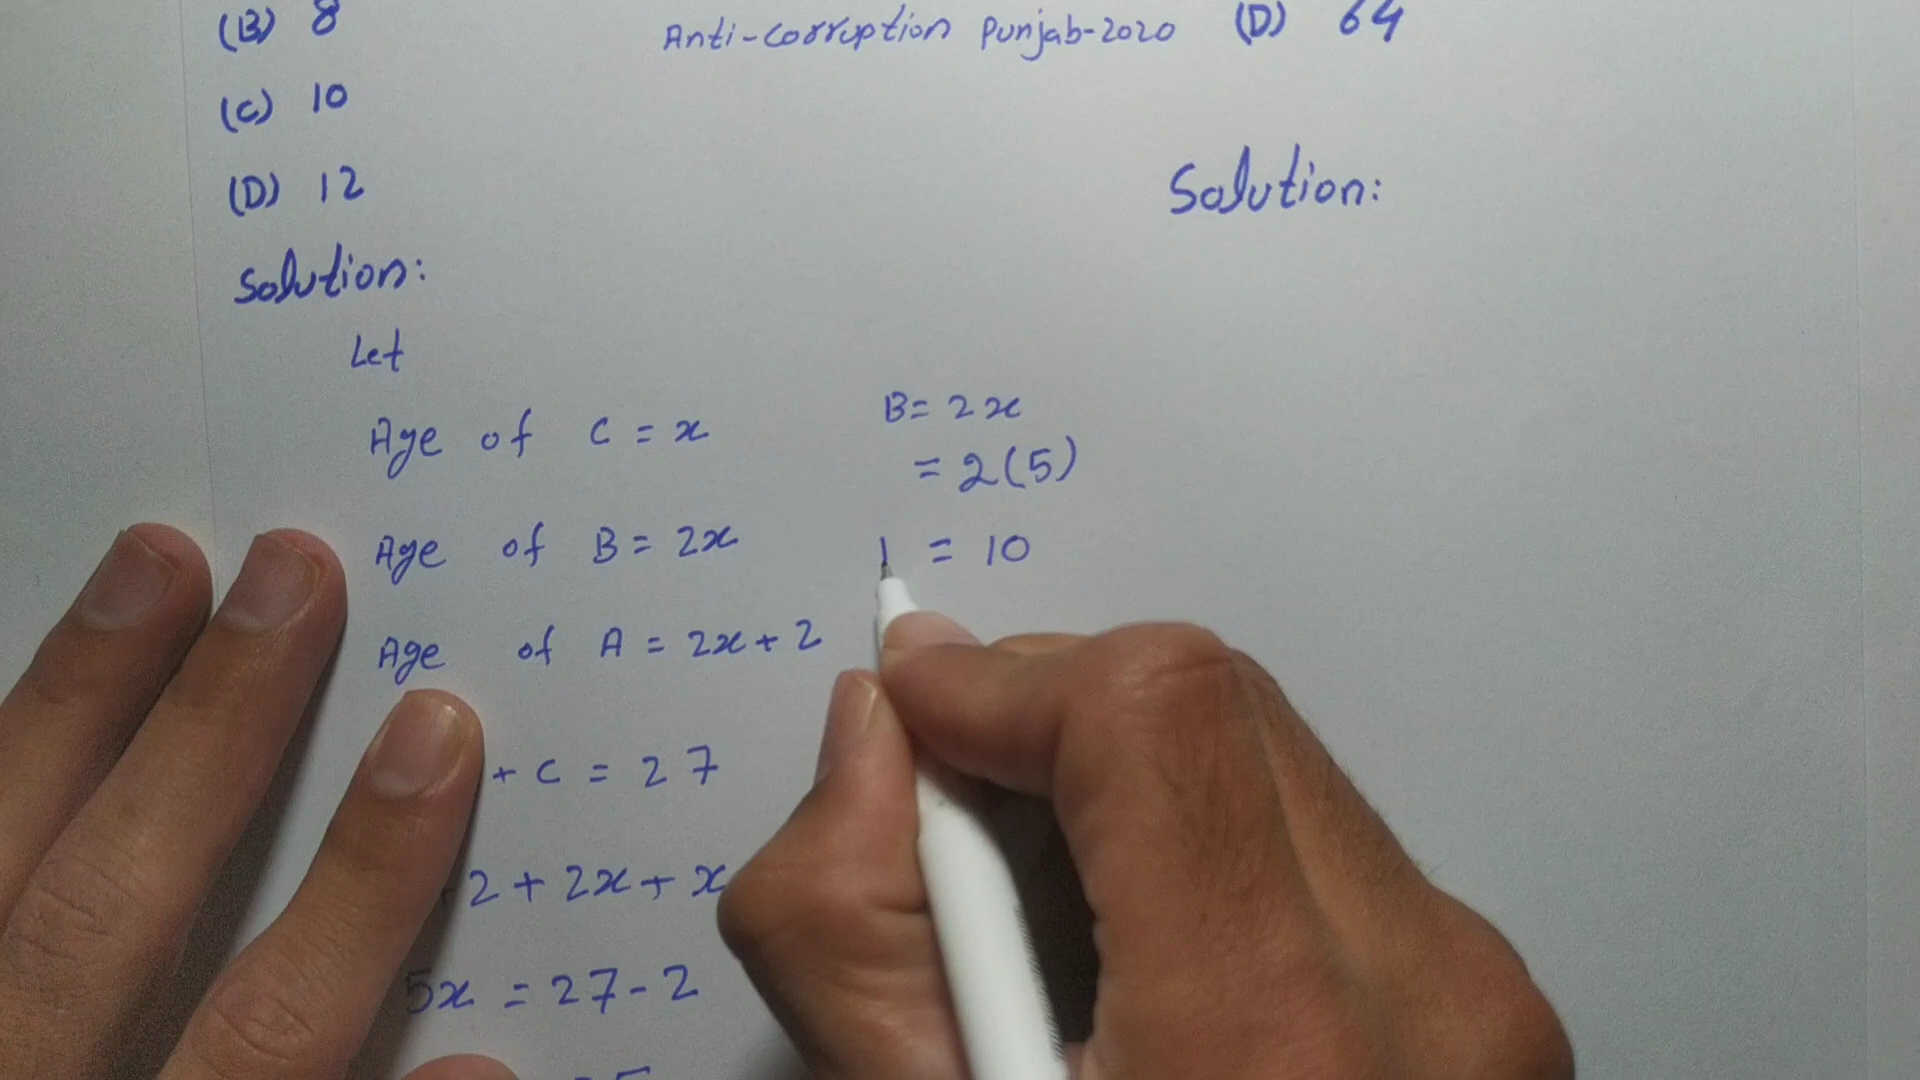 (B) 8
Anti-corruption Punjab-2020
(D) 64
(C) 10
(D) 12
Solution:
Solution:
Let
Age of C = x
Age of B = 2x
Age of A = 2x + 2
+ C = 27
2 + 2x + x
5x = 27 - 2
B = 2x
= 2(5)
= 10